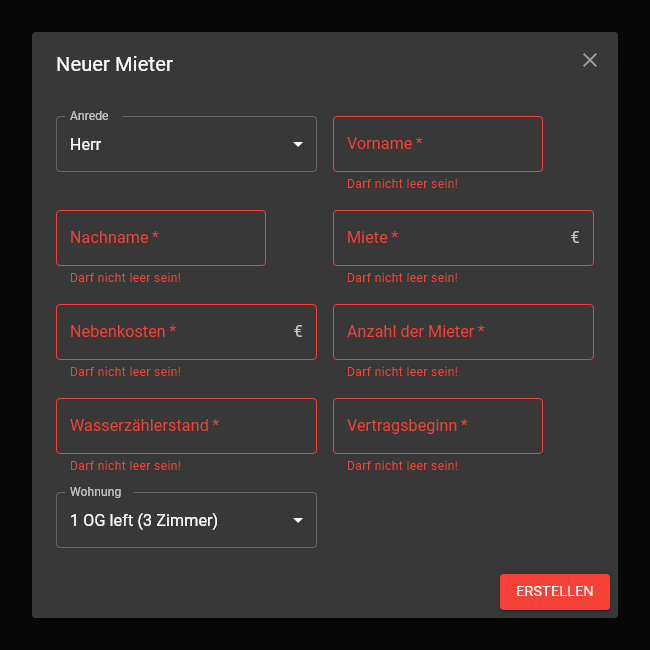 Neuer Mieter
Anrede
Herr
Vorname *
Darf nicht leer sein!
Nachname *
Darf nicht leer sein!
Miete *
€
Darf nicht leer sein!
Nebenkosten *
€
Darf nicht leer sein!
Anzahl der Mieter *
Darf nicht leer sein!
Wasserzählerstand *
Darf nicht leer sein!
Vertragsbeginn *
Darf nicht leer sein!
Wohnung
1 OG left (3 Zimmer)
ERSTELLEN